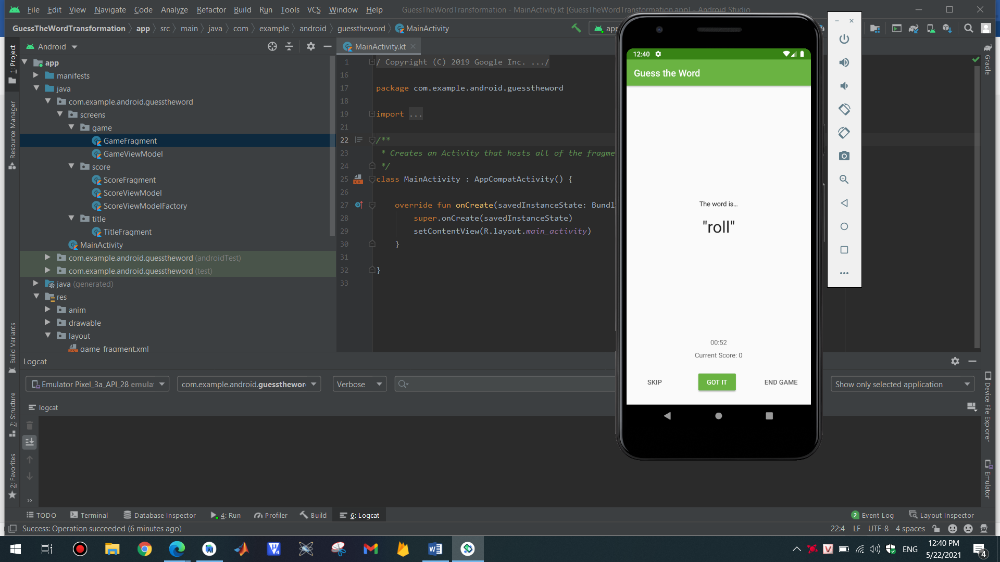 File Edit View Navigate Code Analyze Refactor Build Run Tools VCS Window Help GuessTheWordTransformation - MainActivity.kt [GuessTheWordTransformation.app] - Android Studio
GuessTheWordTransformation app src main java com example android guesstheword MainActivity
app
1: Project
Resource Manager
Build Variants
7: Structure
2: Favorites
Android
app
manifests
java
com.example.android.guesstheword
screens
game
GameFragment
GameViewModel
score
ScoreFragment
ScoreViewModel
ScoreViewModelFactory
title
TitleFragment
MainActivity
com.example.android.guesstheword (androidTest)
com.example.android.guesstheword (test)
java (generated)
res
anim
drawable
layout
game_fragment.xml
MainActivity.kt
1 / Copyright (C) 2019 Google Inc. .../
16
17 package com.example.android.guesstheword
18
19 import ...
21
22 /**
23 * Creates an Activity that hosts all of the fragme
24 */
25 class MainActivity : AppCompatActivity() {
26
27 override fun onCreate(savedInstanceState: Bundl
28 super.onCreate(savedInstanceState)
29 setContentView(R.layout.main_activity)
30 }
31
32 }
33
12:40
Guess the Word
The word is...
"roll"
00:52
Current Score: 0
SKIP GOT IT END GAME
Gradle
Device File Explorer
Emulator
Logcat
Emulator Pixel_3a_API_28 emulat com.example.android.guesstheword Verbose Show only selected application
logcat
TODO Terminal Database Inspector 4: Run Profiler Build 6: Logcat 2 Event Log Layout Inspector
Success: Operation succeeded (6 minutes ago) 22:4 LF UTF-8 4 spaces
ENG
12:40 PM
5/22/2021
4